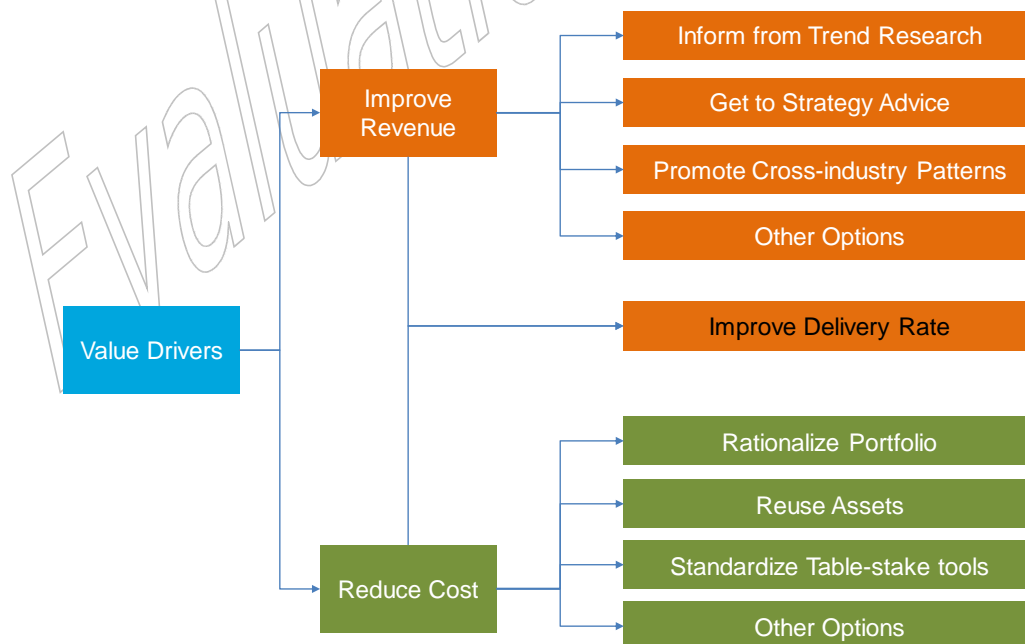 Inform from Trend Research
Improve
Revenue
Get to Strategy Advice
Promote Cross-industry Patterns
Other Options
Value Drivers
Improve Delivery Rate
Rationalize Portfolio
Reuse Assets
Reduce Cost
Standardize Table-stake tools
Other Options